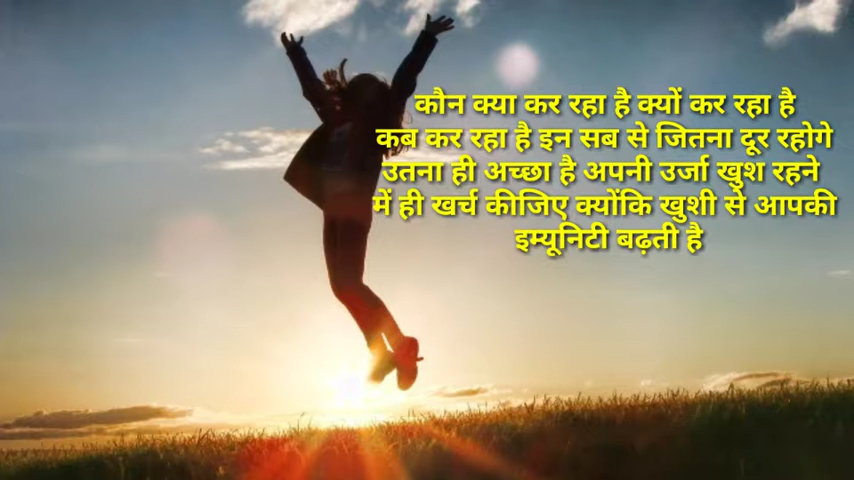 कौन क्या कर रहा है क्यों कर रहा है
कब कर रहा है इन सब से जितना दूर रहोगे
उतना ही अच्छा है अपनी उर्जा खुश रहने
में ही खर्च कीजिए क्योंकि खुशी से आपकी
इम्यूनिटी बढ़ती है